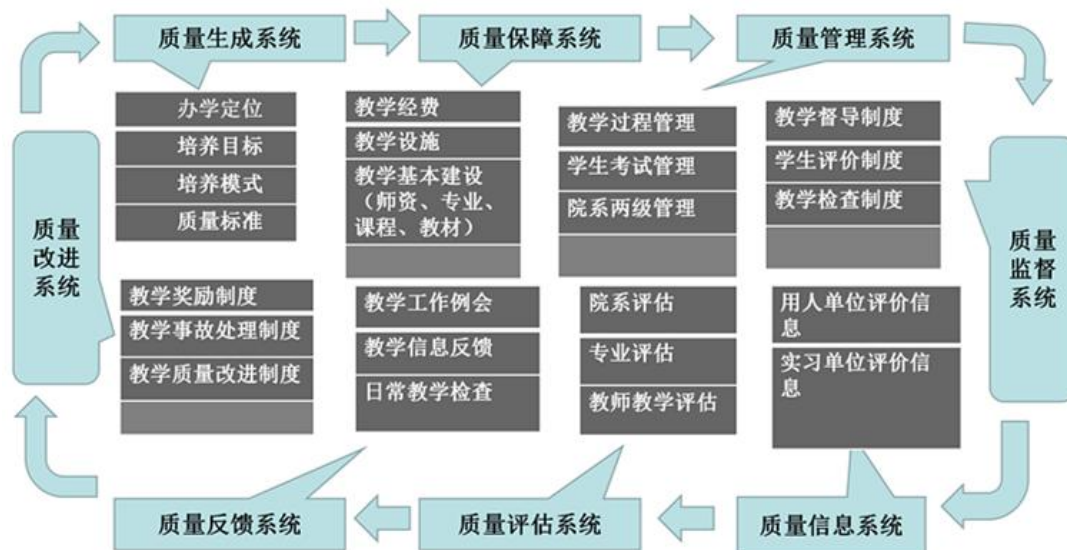 质量生成系统
质量保障系统
质量管理系统
办学定位
培养目标
培养模式
质量标准
教学经费
教学设施
教学基本建设
（师资、专业、
课程、教材）
教学过程管理
学生考试管理
院系两级管理
教学督导制度
学生评价制度
教学检查制度
质量
改进
系统
质量
监督
系统
教学奖励制度
教学事故处理制度
教学质量改进制度
教学工作例会
教学信息反馈
日常教学检查
院系评估
专业评估
教师教学评估
用人单位评价信
息
实习单位评价信
息
质量反馈系统
质量评估系统
质量信息系统